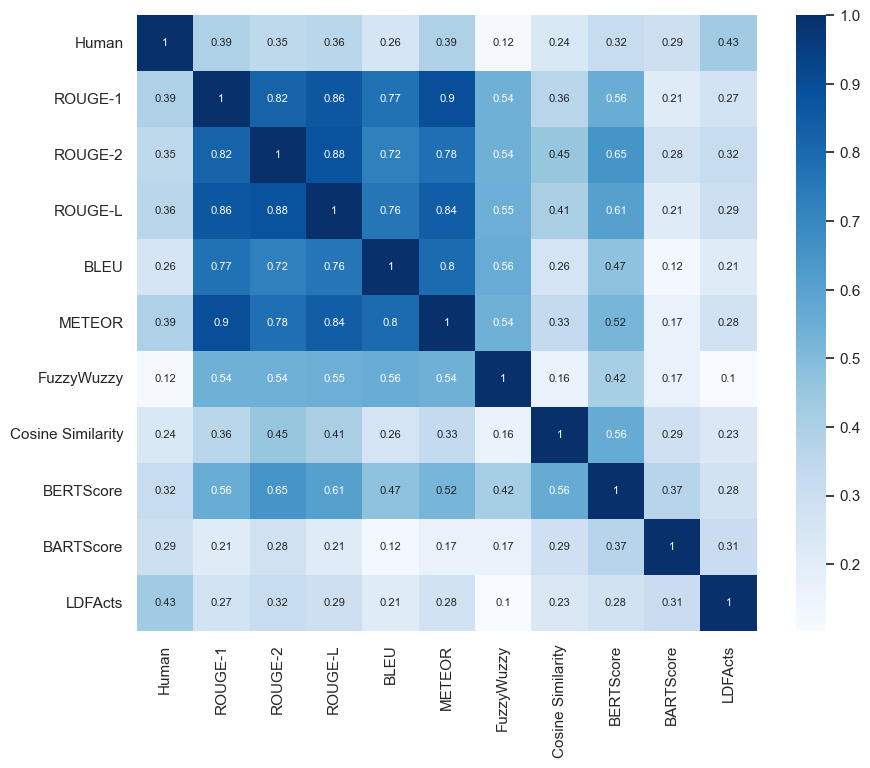 Human 1 0.39 0.35 0.36 0.26 0.39 0.12 0.24 0.32 0.29 0.43
ROUGE-1 0.39 1 0.82 0.86 0.77 0.9 0.54 0.36 0.56 0.21 0.27
ROUGE-2 0.35 0.82 1 0.88 0.72 0.78 0.54 0.45 0.65 0.28 0.32
ROUGE-L 0.36 0.86 0.88 1 0.76 0.84 0.55 0.41 0.61 0.21 0.29
BLEU 0.26 0.77 0.72 0.76 1 0.8 0.56 0.26 0.47 0.12 0.21
METEOR 0.39 0.9 0.78 0.84 0.8 1 0.54 0.33 0.52 0.17 0.28
FuzzyWuzzy 0.12 0.54 0.54 0.55 0.56 0.54 1 0.16 0.42 0.17 0.1
Cosine Similarity 0.24 0.36 0.45 0.41 0.26 0.33 0.16 1 0.56 0.29 0.23
BERTScore 0.32 0.56 0.65 0.61 0.47 0.52 0.42 0.56 1 0.37 0.28
BARTScore 0.29 0.21 0.28 0.21 0.12 0.17 0.17 0.29 0.37 1 0.31
LDFActs 0.43 0.27 0.32 0.29 0.21 0.28 0.1 0.23 0.28 0.31 1
Human
ROUGE-1
ROUGE-2
ROUGE-L
BLEU
METEOR
FuzzyWuzzy
Cosine Similarity
BERTScore
BARTScore
LDFActs
1.0
0.9
0.8
0.7
0.6
0.5
0.4
0.3
0.2